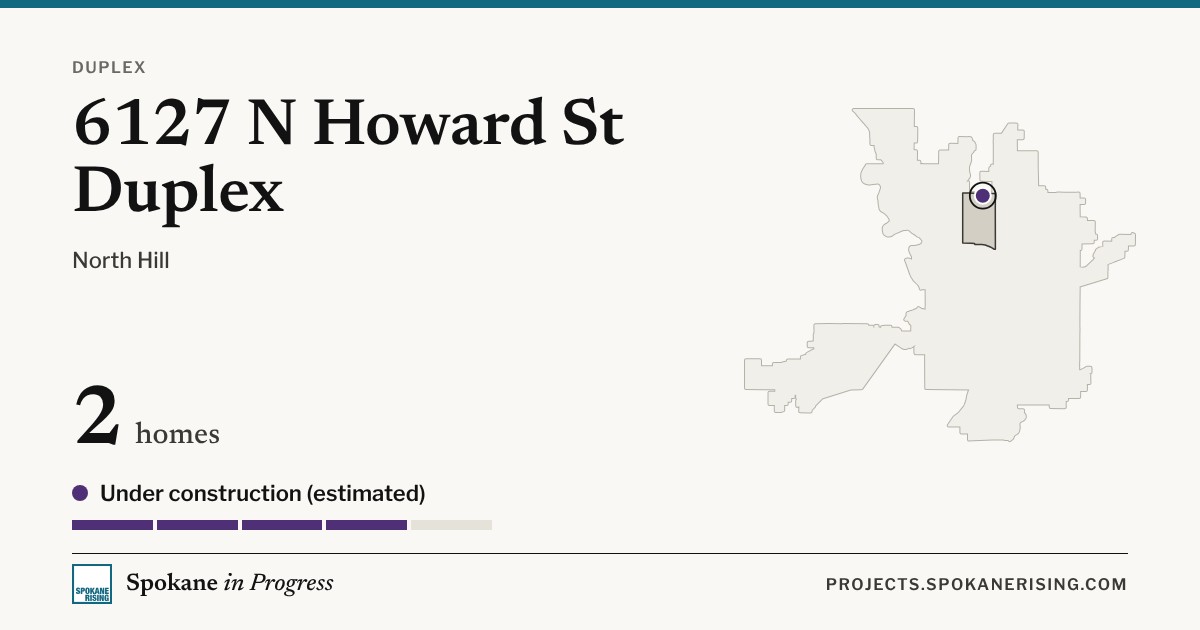 DUPLEX
6127 N Howard St
Duplex
North Hill
2 homes
Under construction (estimated)
SPOKANE
RISING
Spokane in Progress
PROJECTS.SPOKANERISING.COM